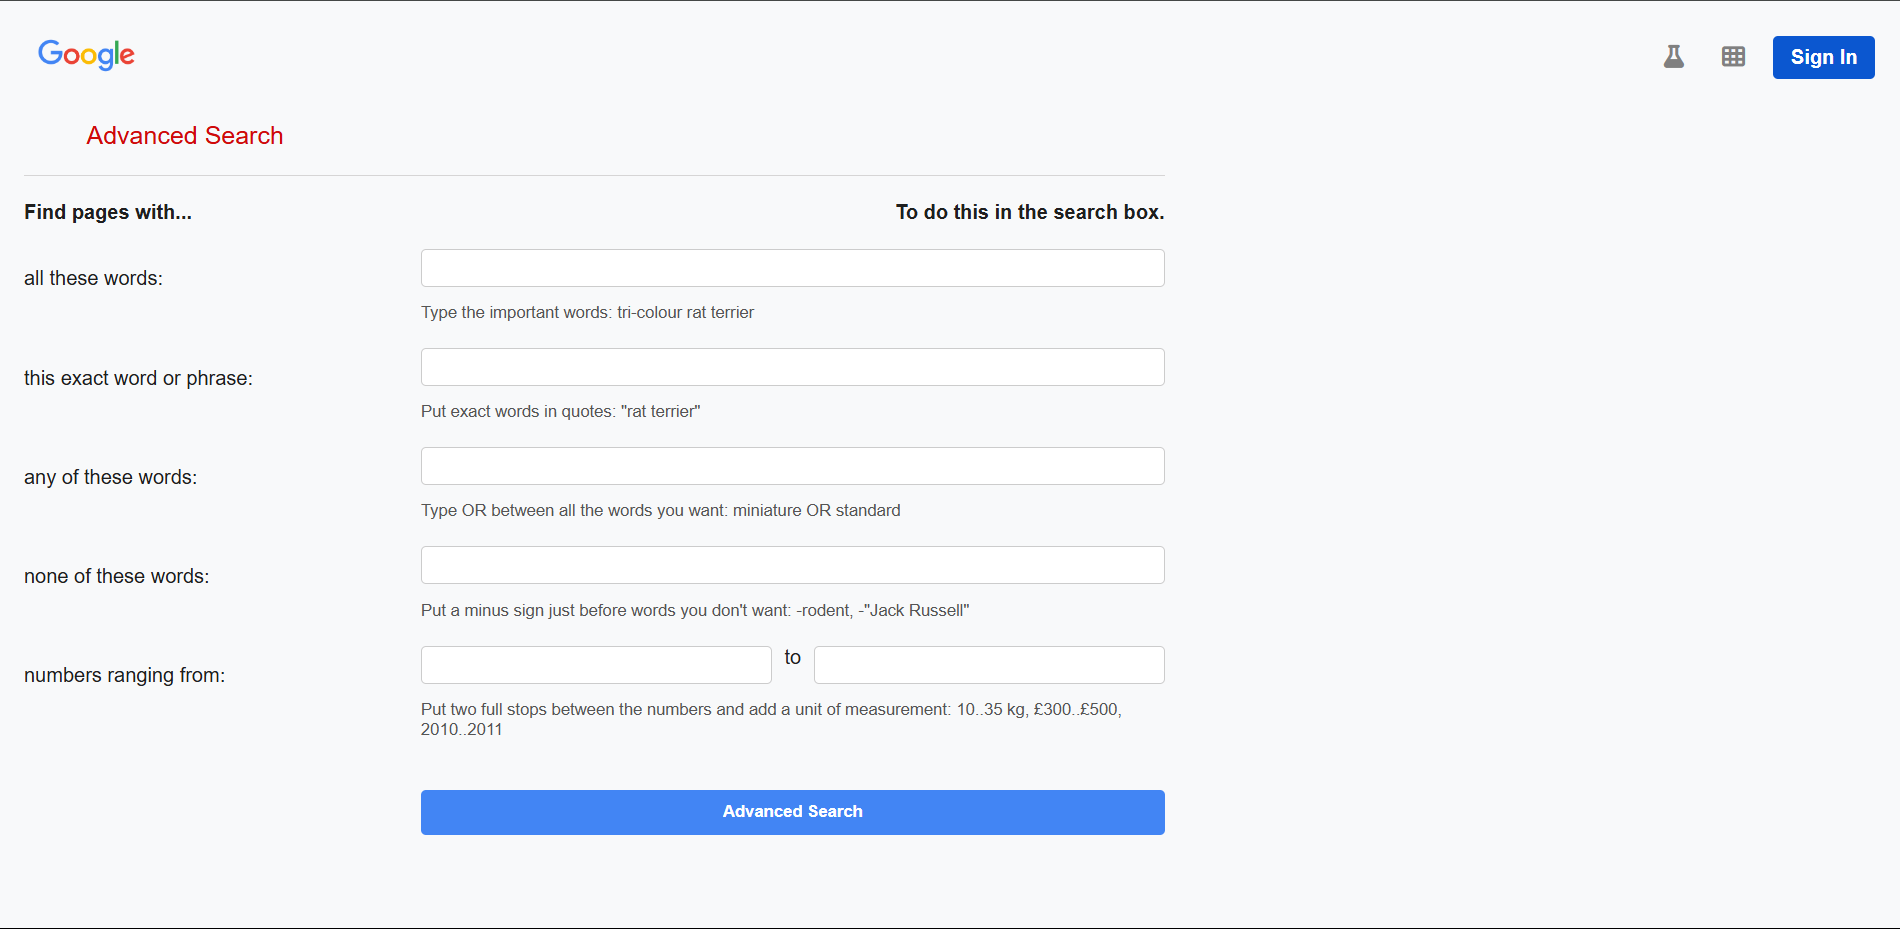 Google
Sign In
Advanced Search
Find pages with...
To do this in the search box.
all these words:
Type the important words: tri-colour rat terrier
this exact word or phrase:
Put exact words in quotes: "rat terrier"
any of these words:
Type OR between all the words you want: miniature OR standard
none of these words:
Put a minus sign just before words you don't want: -rodent, -"Jack Russell"
numbers ranging from:
to
Put two full stops between the numbers and add a unit of measurement: 10..35 kg, £300..£500,
2010..2011
Advanced Search